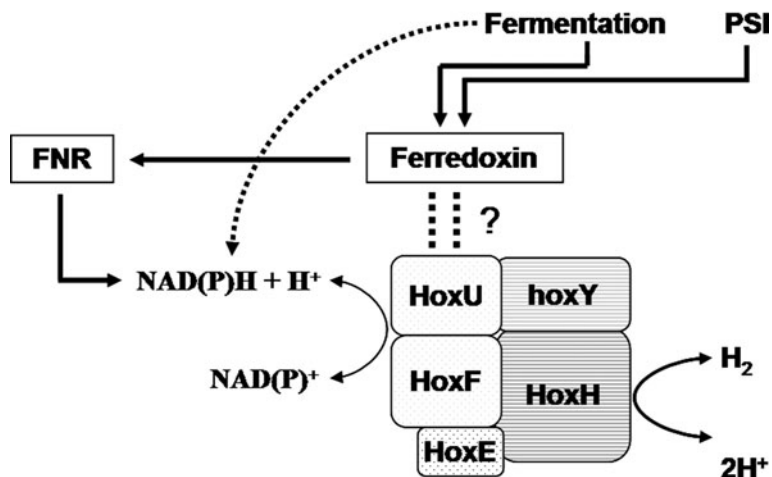 Fermentation PSI
FNR
Ferredoxin
?
NAD(P)H + H⁺
HoxU
hoxY
NAD(P)⁺
HoxF
HoxH
H₂
HoxE
2H⁺